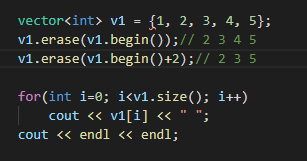 vector<int> v1 = {1, 2, 3, 4, 5};
v1.erase(v1.begin());// 2 3 4 5
v1.erase(v1.begin()+2);// 2 3 5
for(int i=0; i<v1.size(); i++)
cout << v1[i] << " ";
cout << endl << endl;